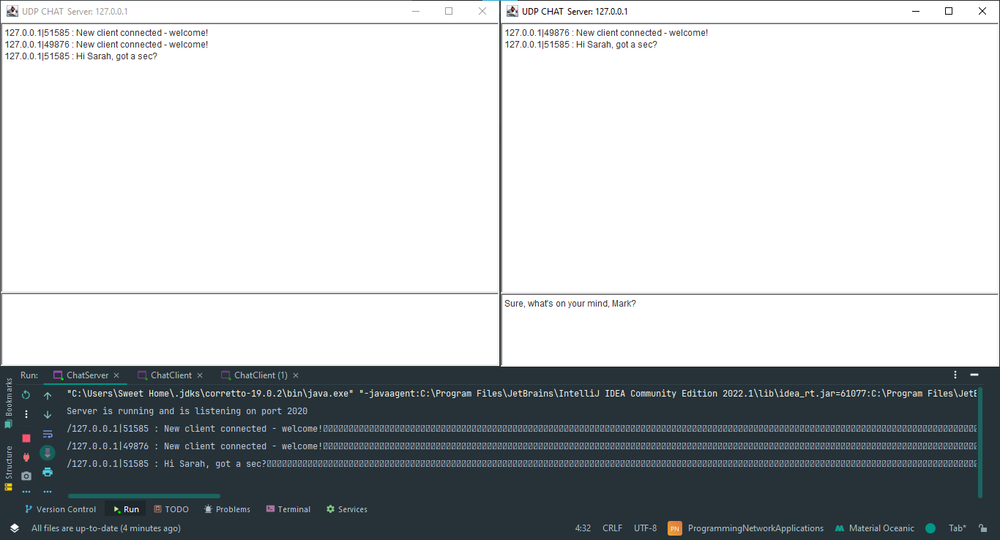 UDP CHAT Server: 127.0.0.1
127.0.0.1|51585 : New client connected - welcome!
127.0.0.1|49876 : New client connected - welcome!
127.0.0.1|51585 : Hi Sarah, got a sec?
UDP CHAT Server: 127.0.0.1
127.0.0.1|49876 : New client connected - welcome!
127.0.0.1|51585 : Hi Sarah, got a sec?
Sure, what's on your mind, Mark?
Run: ChatServer ChatClient ChatClient (1)
Bookmarks
Structure
"C:\Users\Sweet Home\.jdks\corretto-19.0.2\bin\java.exe" "-javaagent:C:\Program Files\JetBrains\IntelliJ IDEA Community Edition 2022.1\lib\idea_rt.jar=61077:C:\Program Files\JetB
Server is running and is listening on port 2020
/127.0.0.1|51585 : New client connected - welcome!
/127.0.0.1|49876 : New client connected - welcome!
/127.0.0.1|51585 : Hi Sarah, got a sec?
Version Control Run TODO Problems Terminal Services
All files are up-to-date (4 minutes ago) 4:32 CRLF UTF-8 PN ProgrammingNetworkApplications Material Oceanic Tab*